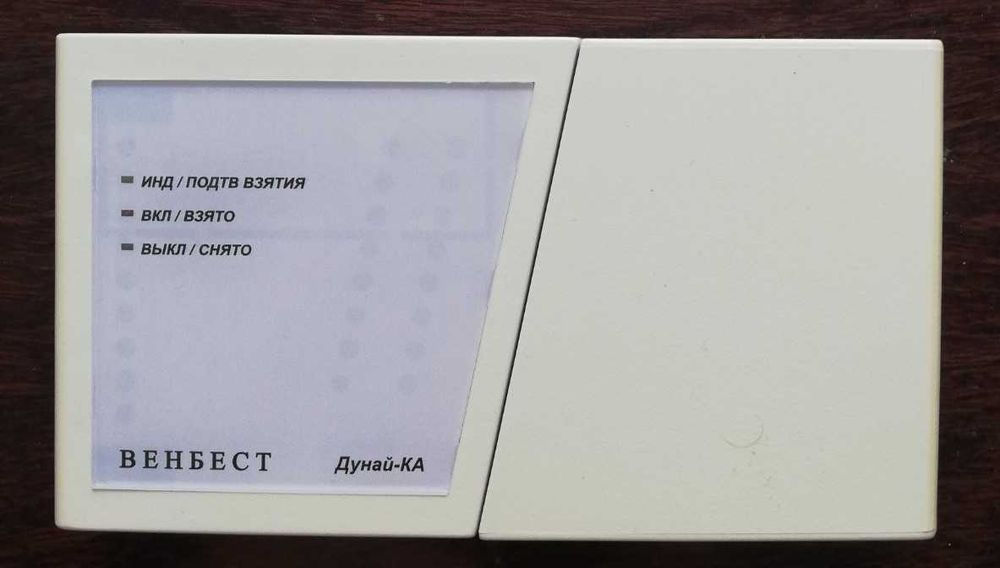 ИНД / ПОДТВ ВЗЯТИЯ
ВКЛ / ВЗЯТО
ВЫКЛ / СНЯТО
ВЕНБЕСТ Дунай-КА